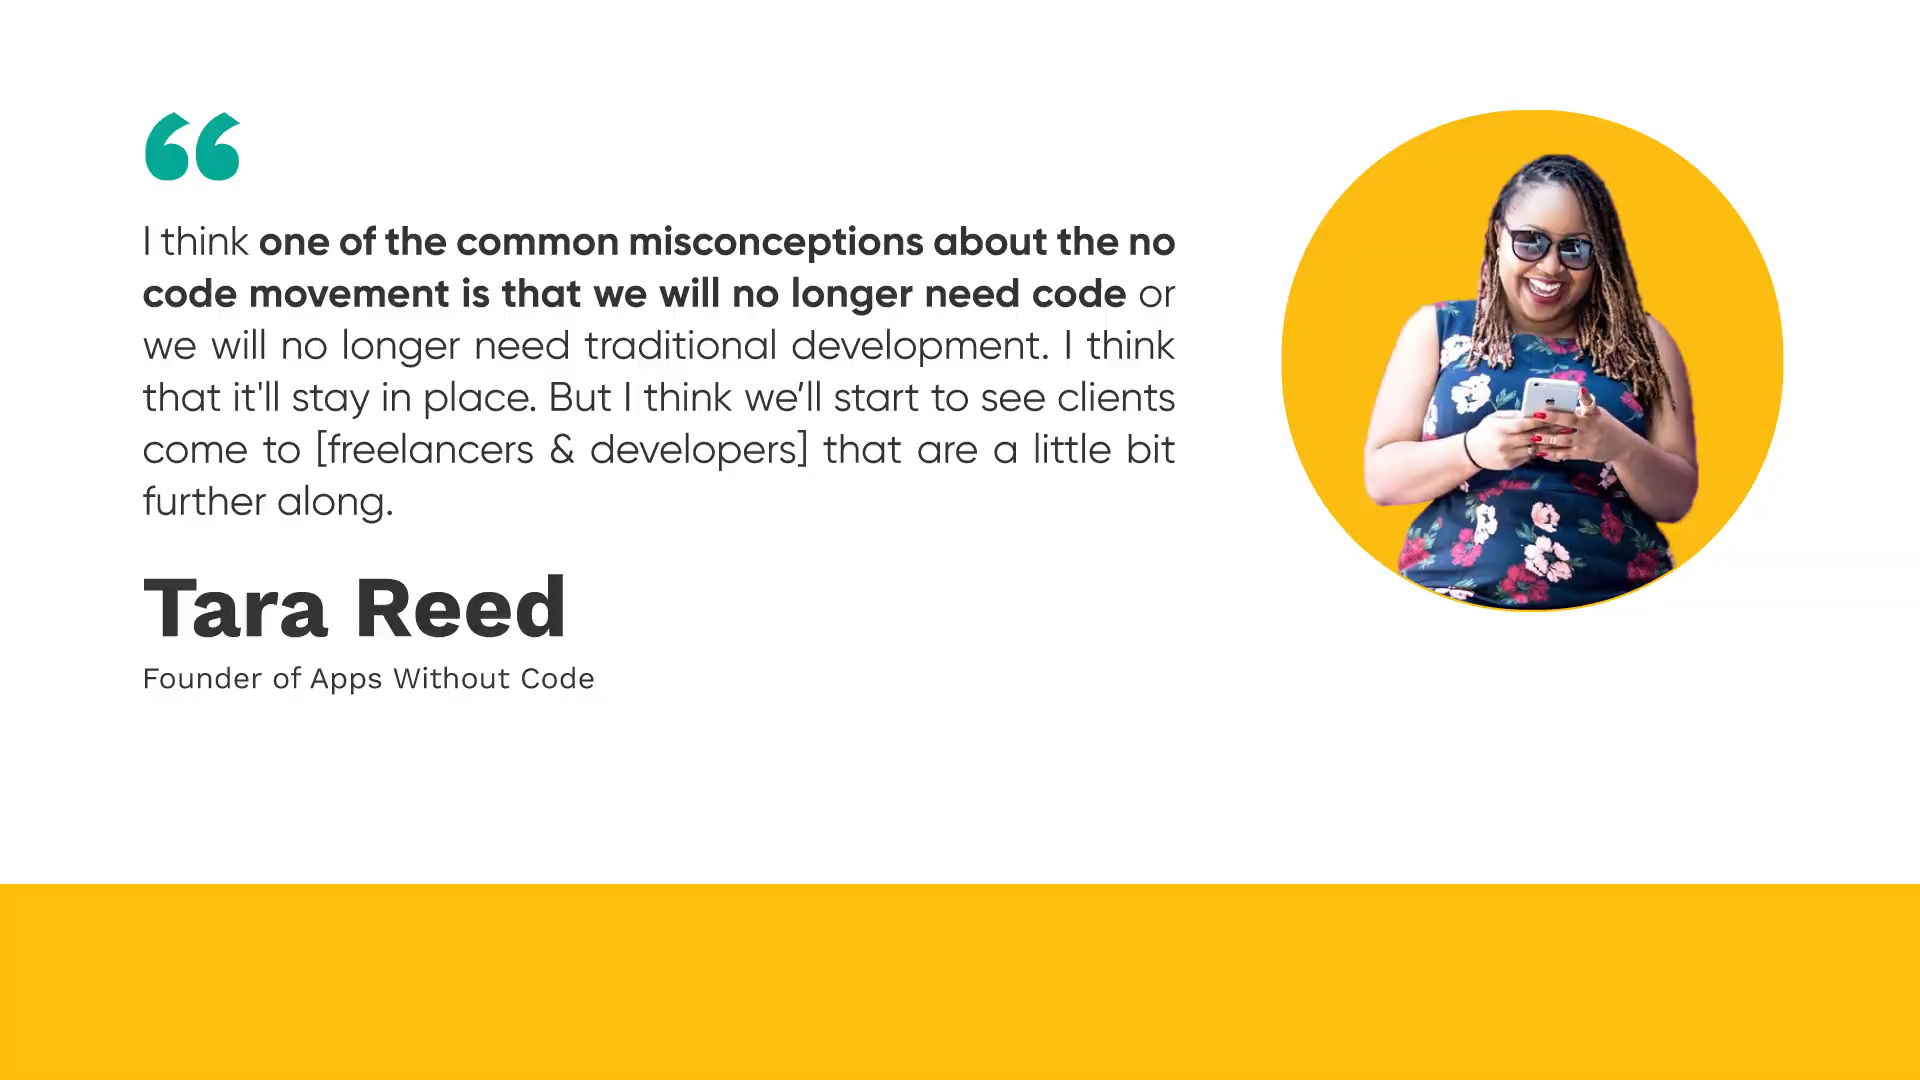 “
I think one of the common misconceptions about the no
code movement is that we will no longer need code or
we will no longer need traditional development. I think
that it'll stay in place. But I think we’ll start to see clients
come to [freelancers & developers] that are a little bit
further along.
Tara Reed
Founder of Apps Without Code